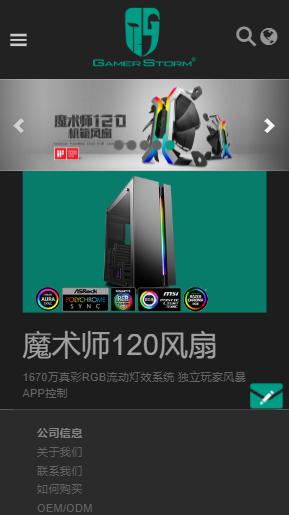 GAMER STORM
魔术师120
机箱风扇
ASRock
POLYCHROME
SYNC
RGB
msi
魔术师120风扇
1670万真彩RGB流动灯效系统 独立玩家风暴
APP控制
公司信息
关于我们
联系我们
如何购买
OEM/ODM